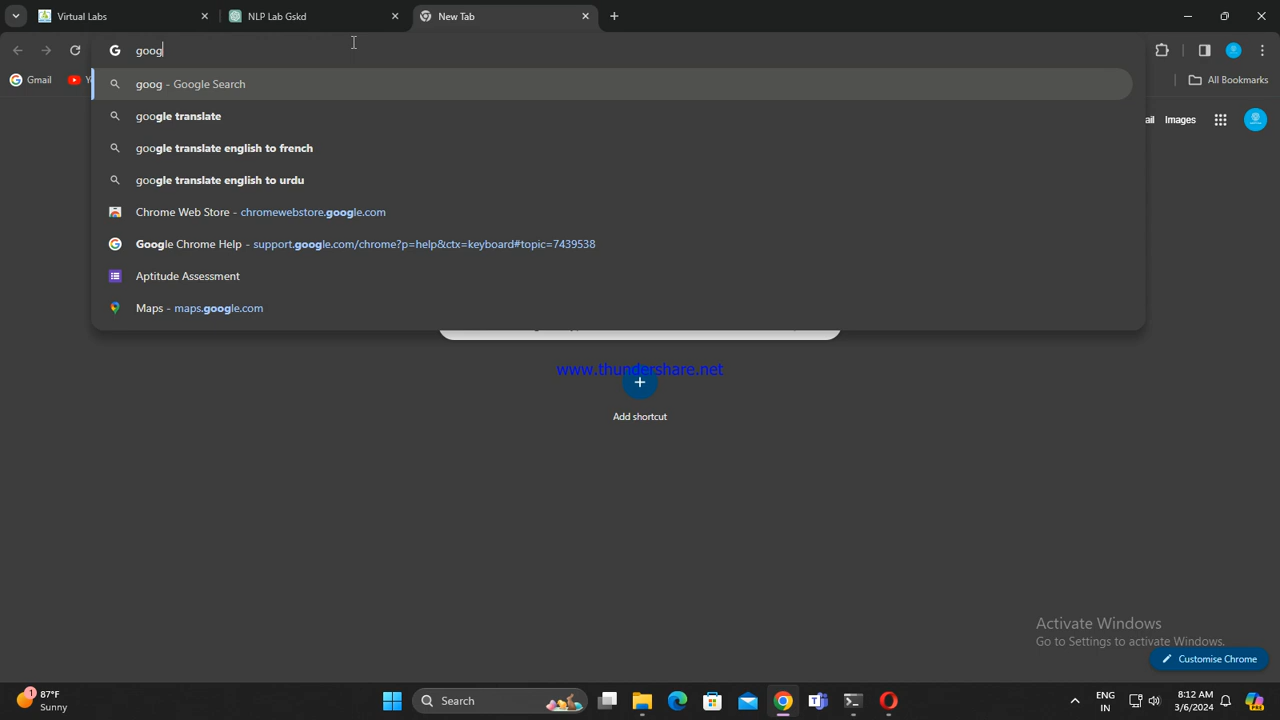 Virtual Labs
NLP Lab Gskd
New Tab
goog
Gmail
All Bookmarks
goog - Google Search
google translate
Images
google translate english to french
google translate english to urdu
Chrome Web Store - chromewebstore.google.com
Google Chrome Help - support.google.com/chrome?p=help&ctx=keyboard#topic=7439538
Aptitude Assessment
Maps - maps.google.com
www.thundershare.net
Add shortcut
Activate Windows
Go to Settings to activate Windows.
Customise Chrome
1
87°F
Sunny
Search
ENG
IN
8:12 AM
3/6/2024